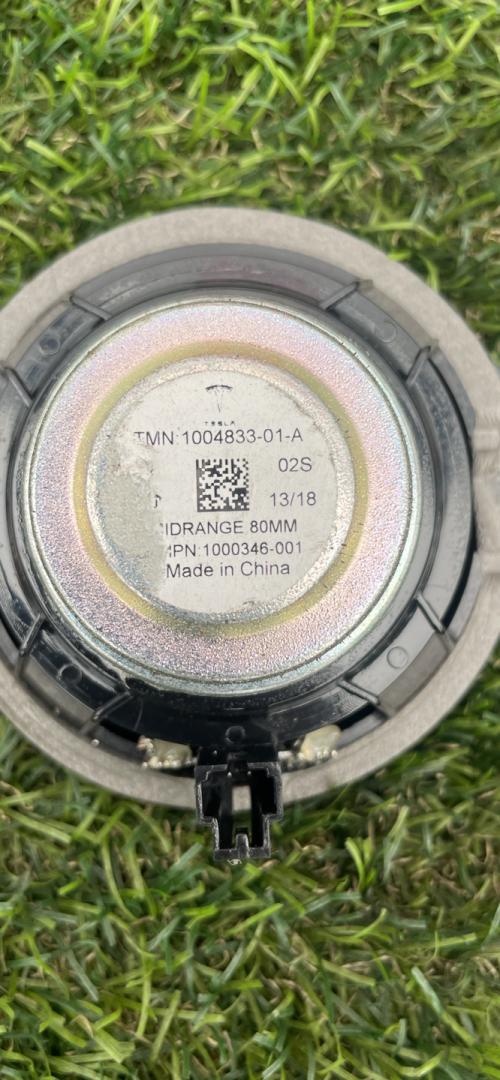 TESLA
TMN:1004833-01-A
02S
13/18
IDRANGE 80MM
PN:1000346-001
Made in China